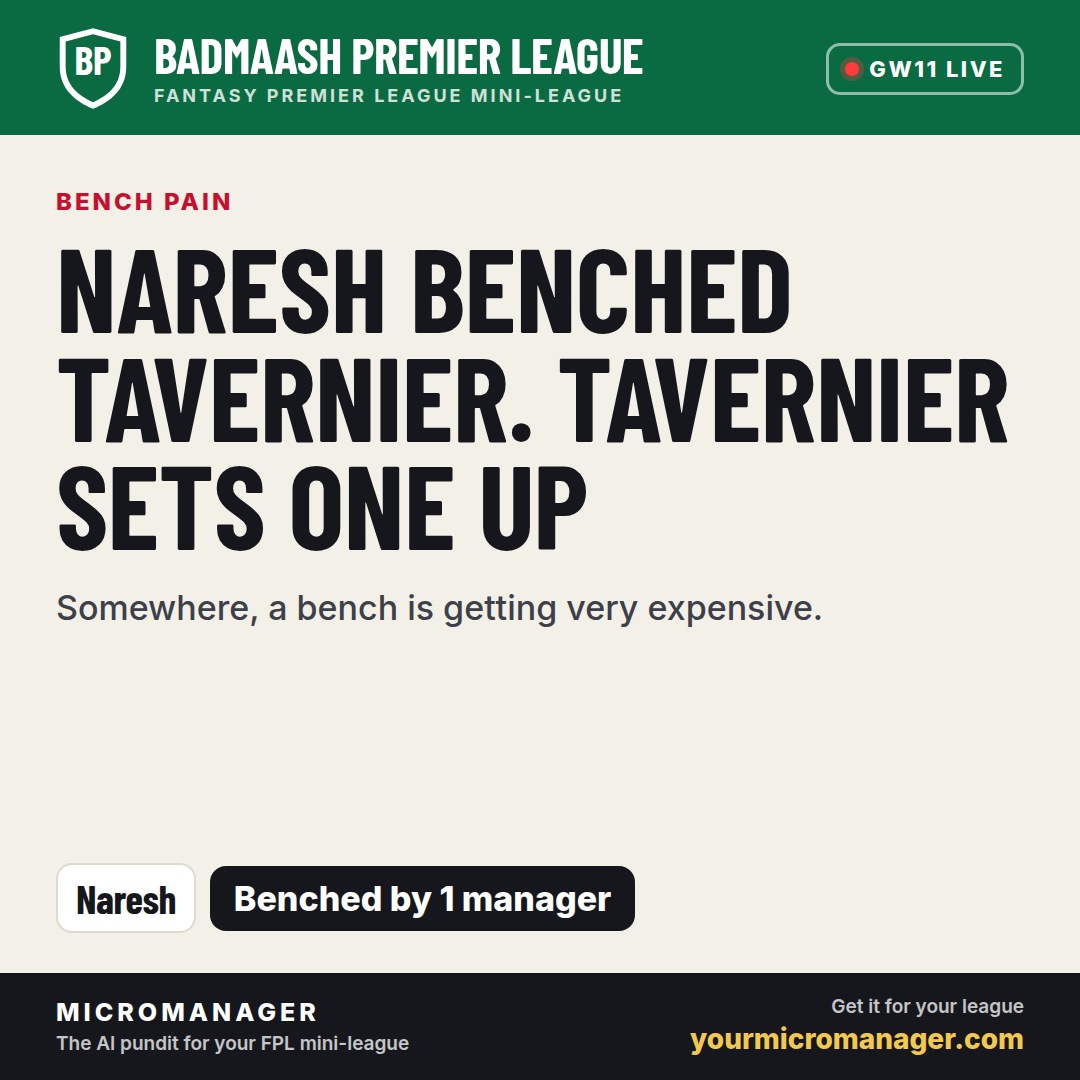 BP
BADMAASH PREMIER LEAGUE
FANTASY PREMIER LEAGUE MINI-LEAGUE
GW11 LIVE
BENCH PAIN
NARESH BENCHED
TAVERNIER. TAVERNIER
SETS ONE UP
Somewhere, a bench is getting very expensive.
Naresh
Benched by 1 manager
MICROMANAGER
The AI pundit for your FPL mini-league
Get it for your league
yourmicromanager.com